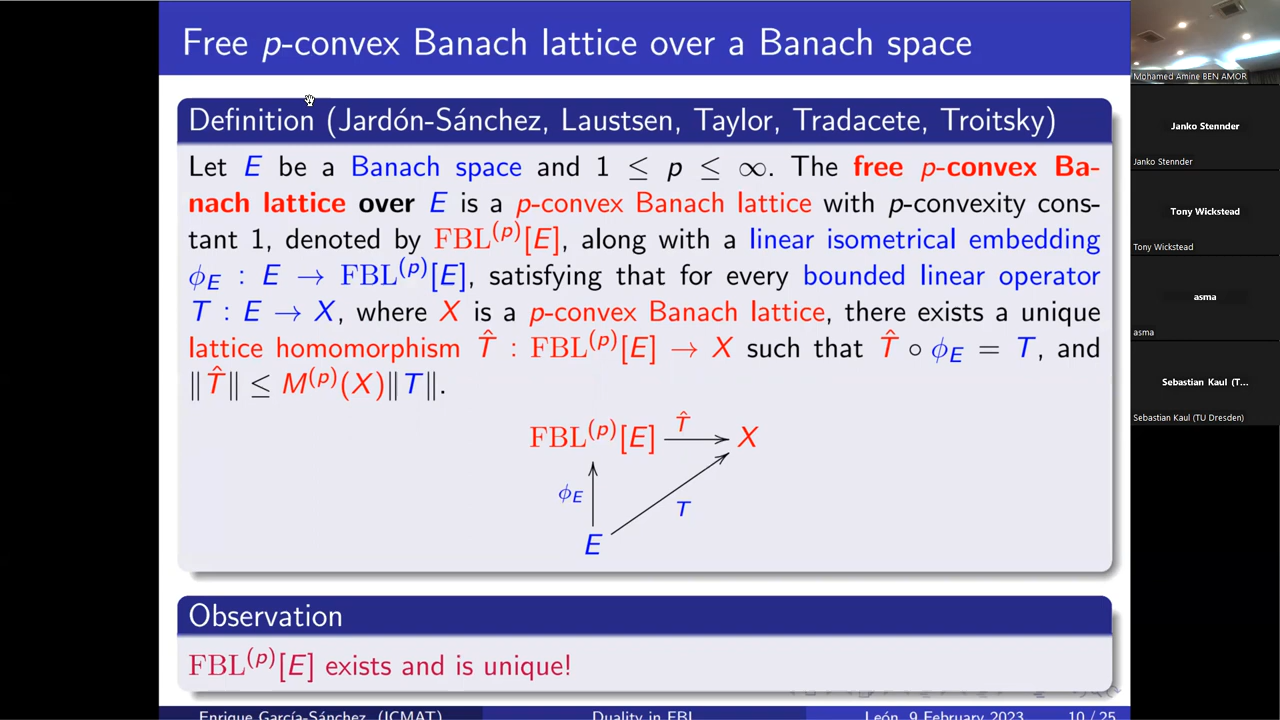 Free p-convex Banach lattice over a Banach space
Definition (Jardón-Sánchez, Laustsen, Taylor, Tradacete, Troitsky)
Let E be a Banach space and 1 ≤ p ≤ ∞. The free p-convex Ba-
nach lattice over E is a p-convex Banach lattice with p-convexity cons-
tant 1, denoted by FBL^(p)[E], along with a linear isometrical embedding
ϕ_E : E → FBL^(p)[E], satisfying that for every bounded linear operator
T : E → X, where X is a p-convex Banach lattice, there exists a unique
lattice homomorphism T̂ : FBL^(p)[E] → X such that T̂ ∘ ϕ_E = T, and
‖T̂‖ ≤ M^(p)(X)‖T‖.
FBL^(p)[E] T̂ X
ϕ_E T
E
Observation
FBL^(p)[E] exists and is unique!
Enrique García-Sánchez (ICMAT) Duality in FBL León, 9 February 2023 10 / 25
Mohamed Amine BEN AMOR
Janko Stennder
Janko Stennder
Tony Wickstead
Tony Wickstead
asma
asma
Sebastian Kaul (T...
Sebastian Kaul (TU Dresden)